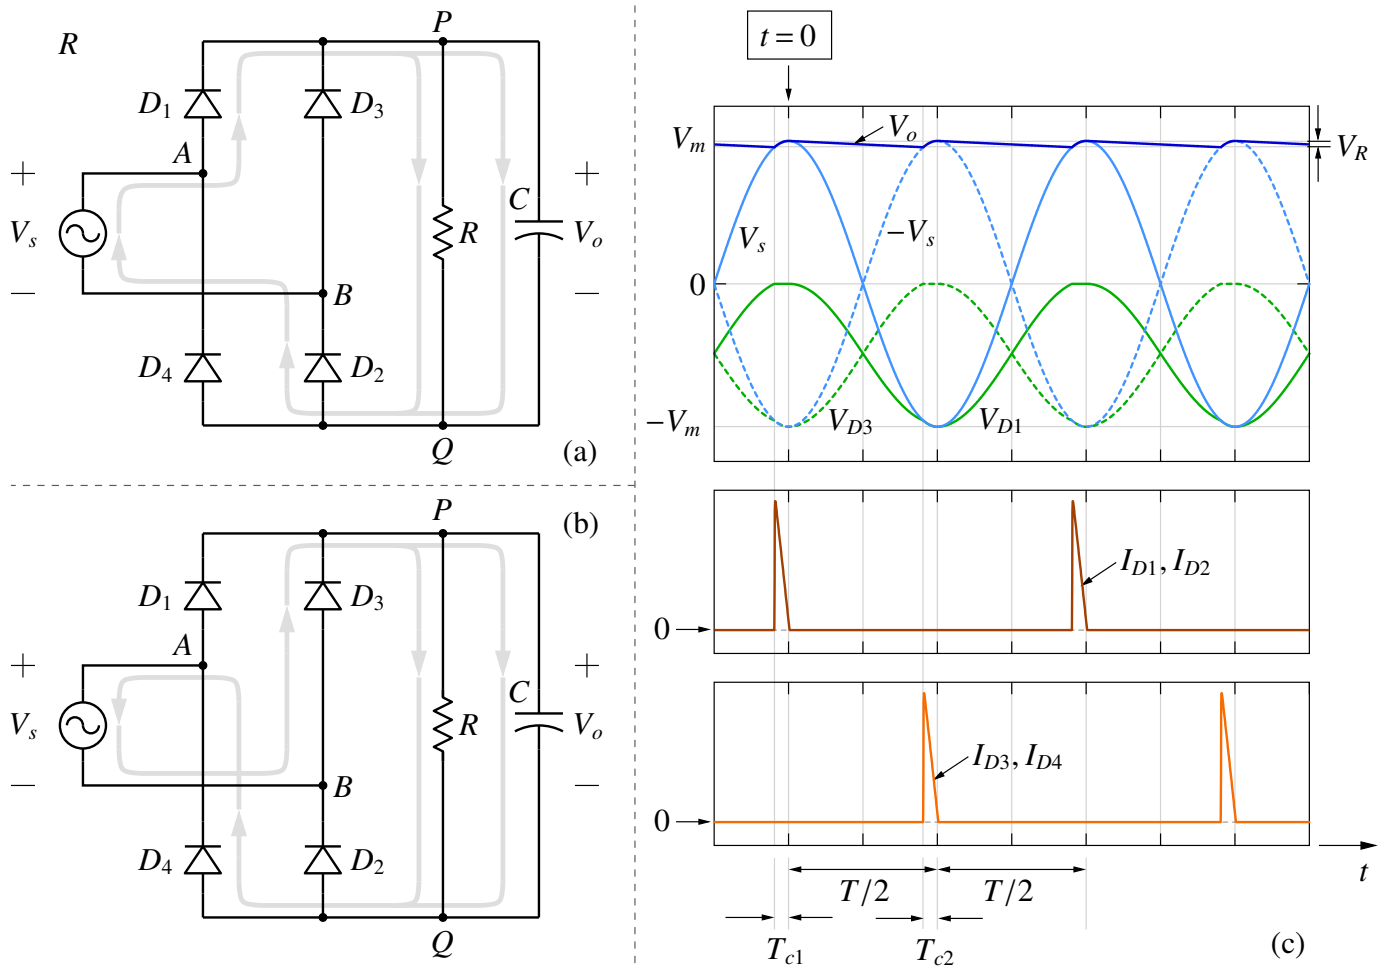 R
P
D1
D3
A
+
+
C
Vs
R
Vo
−
B
−
D4
D2
Q
(a)
P
(b)
D1
D3
A
+
+
C
Vs
R
Vo
−
B
−
D4
D2
Q
t = 0
Vm
Vo
VR
Vs
−Vs
0
VD3
VD1
−Vm
ID1, ID2
0
ID3, ID4
0
t
T/2
T/2
Tc1
Tc2
(c)